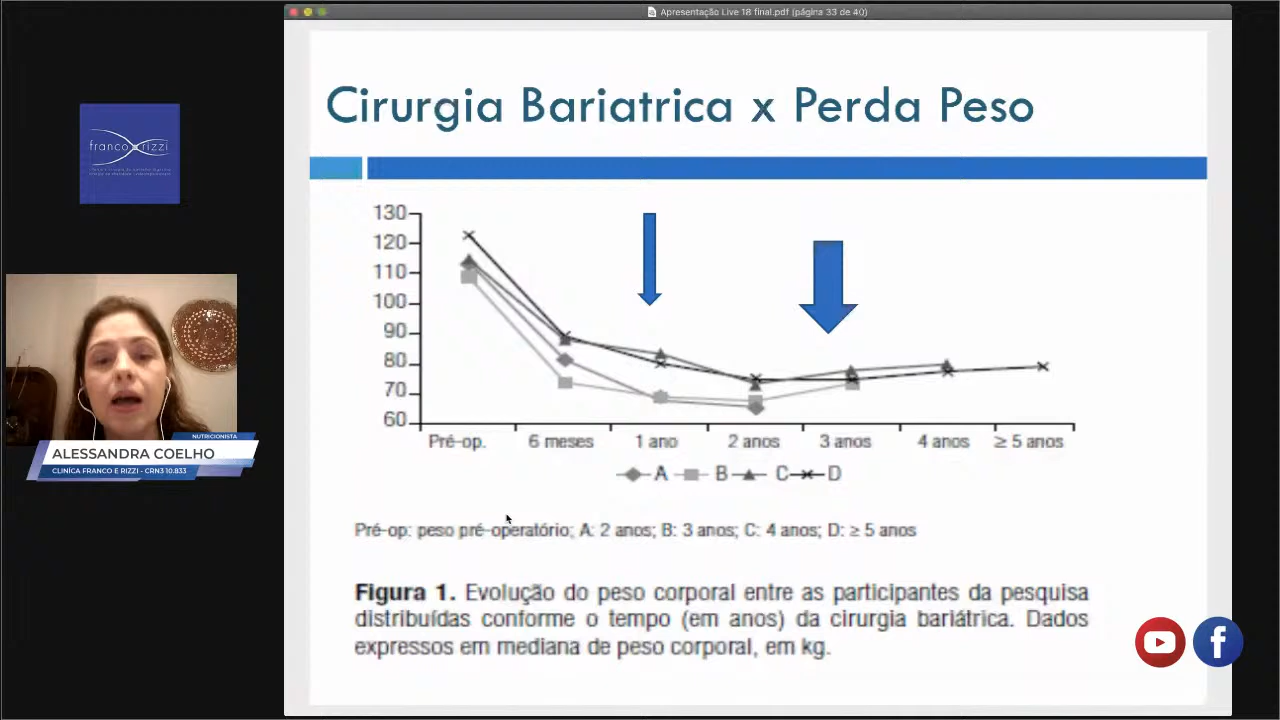 Apresentação Live 18 final.pdf (página 33 de 40)
Cirurgia Bariatrica x Perda Peso
franco rizzi
130
120
110
100
90
80
70
60
Pré-op. 6 meses 1 ano 2 anos 3 anos 4 anos ≥ 5 anos
A B C D
Pré-op: peso pré-operatório; A: 2 anos; B: 3 anos; C: 4 anos; D: ≥ 5 anos
Figura 1. Evolução do peso corporal entre as participantes da pesquisa
distribuídas conforme o tempo (em anos) da cirurgia bariátrica. Dados
expressos em mediana de peso corporal, em kg.
NUTRICIONISTA
ALESSANDRA COELHO
CLINÍCA FRANCO E RIZZI - CRN3 10.833